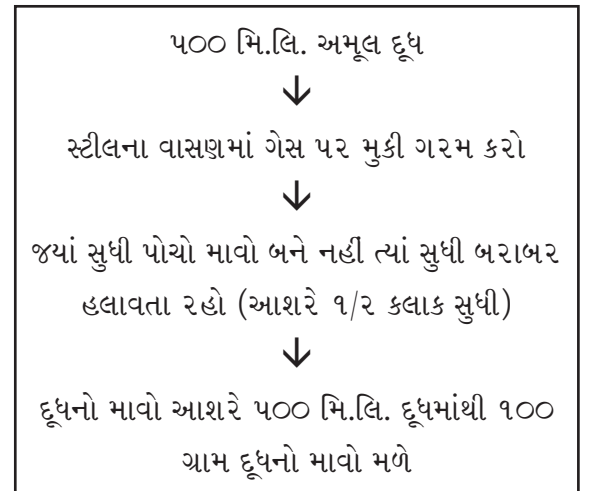 ૫૦૦ મિ.લિ. અમૂલ દૂધ
↓
સ્ટીલના વાસણમાં ગેસ પર મુકી ગરમ કરો
↓
જયાં સુધી પોચો માવો બને નહીં ત્યાં સુધી બરાબર
હલાવતા રહો (આશરે ૧/૨ કલાક સુધી)
↓
દૂધનો માવો આશરે ૫૦૦ મિ.લિ. દૂધમાંથી ૧૦૦
ગ્રામ દૂધનો માવો મળે